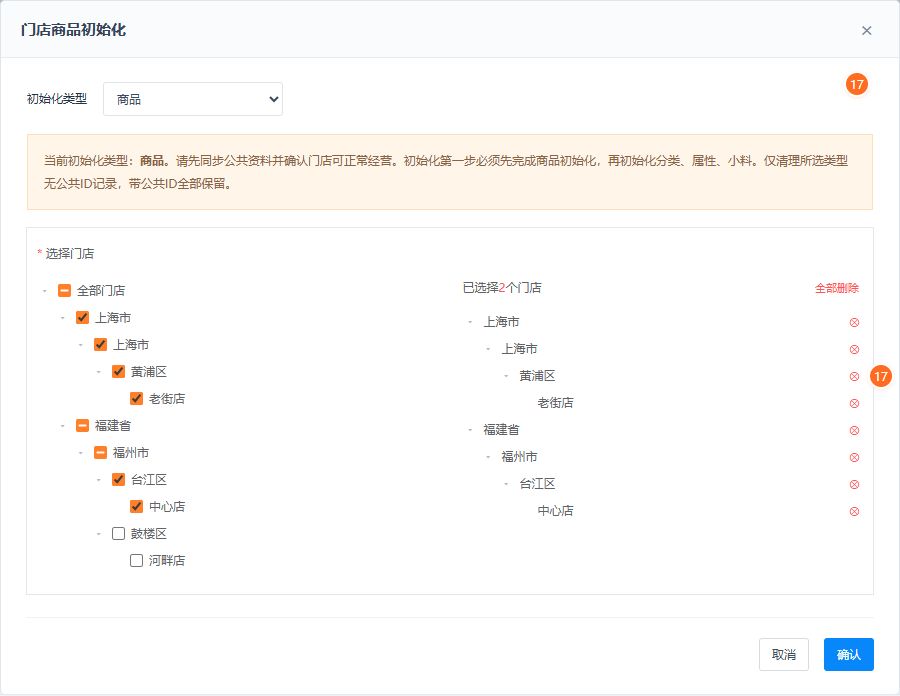 门店商品初始化
初始化类型
商品
17
当前初始化类型：商品。请先同步公共资料并确认门店可正常经营。初始化第一步必须先完成商品初始化，再初始化分类、属性、小料。仅清理所选类型
无公共ID记录，带公共ID全部保留。
* 选择门店
全部门店
上海市
上海市
黄浦区
老街店
福建省
福州市
台江区
中心店
鼓楼区
河畔店
已选择2个门店
全部删除
上海市
上海市
黄浦区
17
老街店
福建省
福州市
台江区
中心店
取消
确认